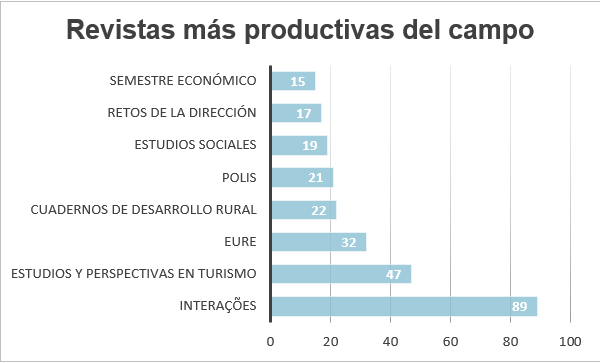 Revistas más productivas del campo
SEMESTRE ECONÓMICO 15
RETOS DE LA DIRECCIÓN 17
ESTUDIOS SOCIALES 19
POLIS 21
CUADERNOS DE DESARROLLO RURAL 22
EURE 32
ESTUDIOS Y PERSPECTIVAS EN TURISMO 47
INTERAÇÕES 89
0 20 40 60 80 100